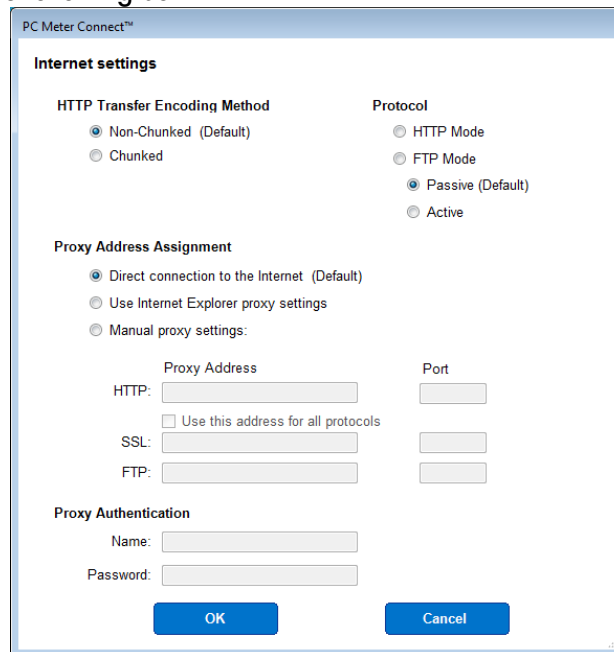 PC Meter Connect™
Internet settings
HTTP Transfer Encoding Method
Non-Chunked (Default)
Chunked
Protocol
HTTP Mode
FTP Mode
Passive (Default)
Active
Proxy Address Assignment
Direct connection to the Internet (Default)
Use Internet Explorer proxy settings
Manual proxy settings:
Proxy Address Port
HTTP:
Use this address for all protocols
SSL:
FTP:
Proxy Authentication
Name:
Password:
OK Cancel